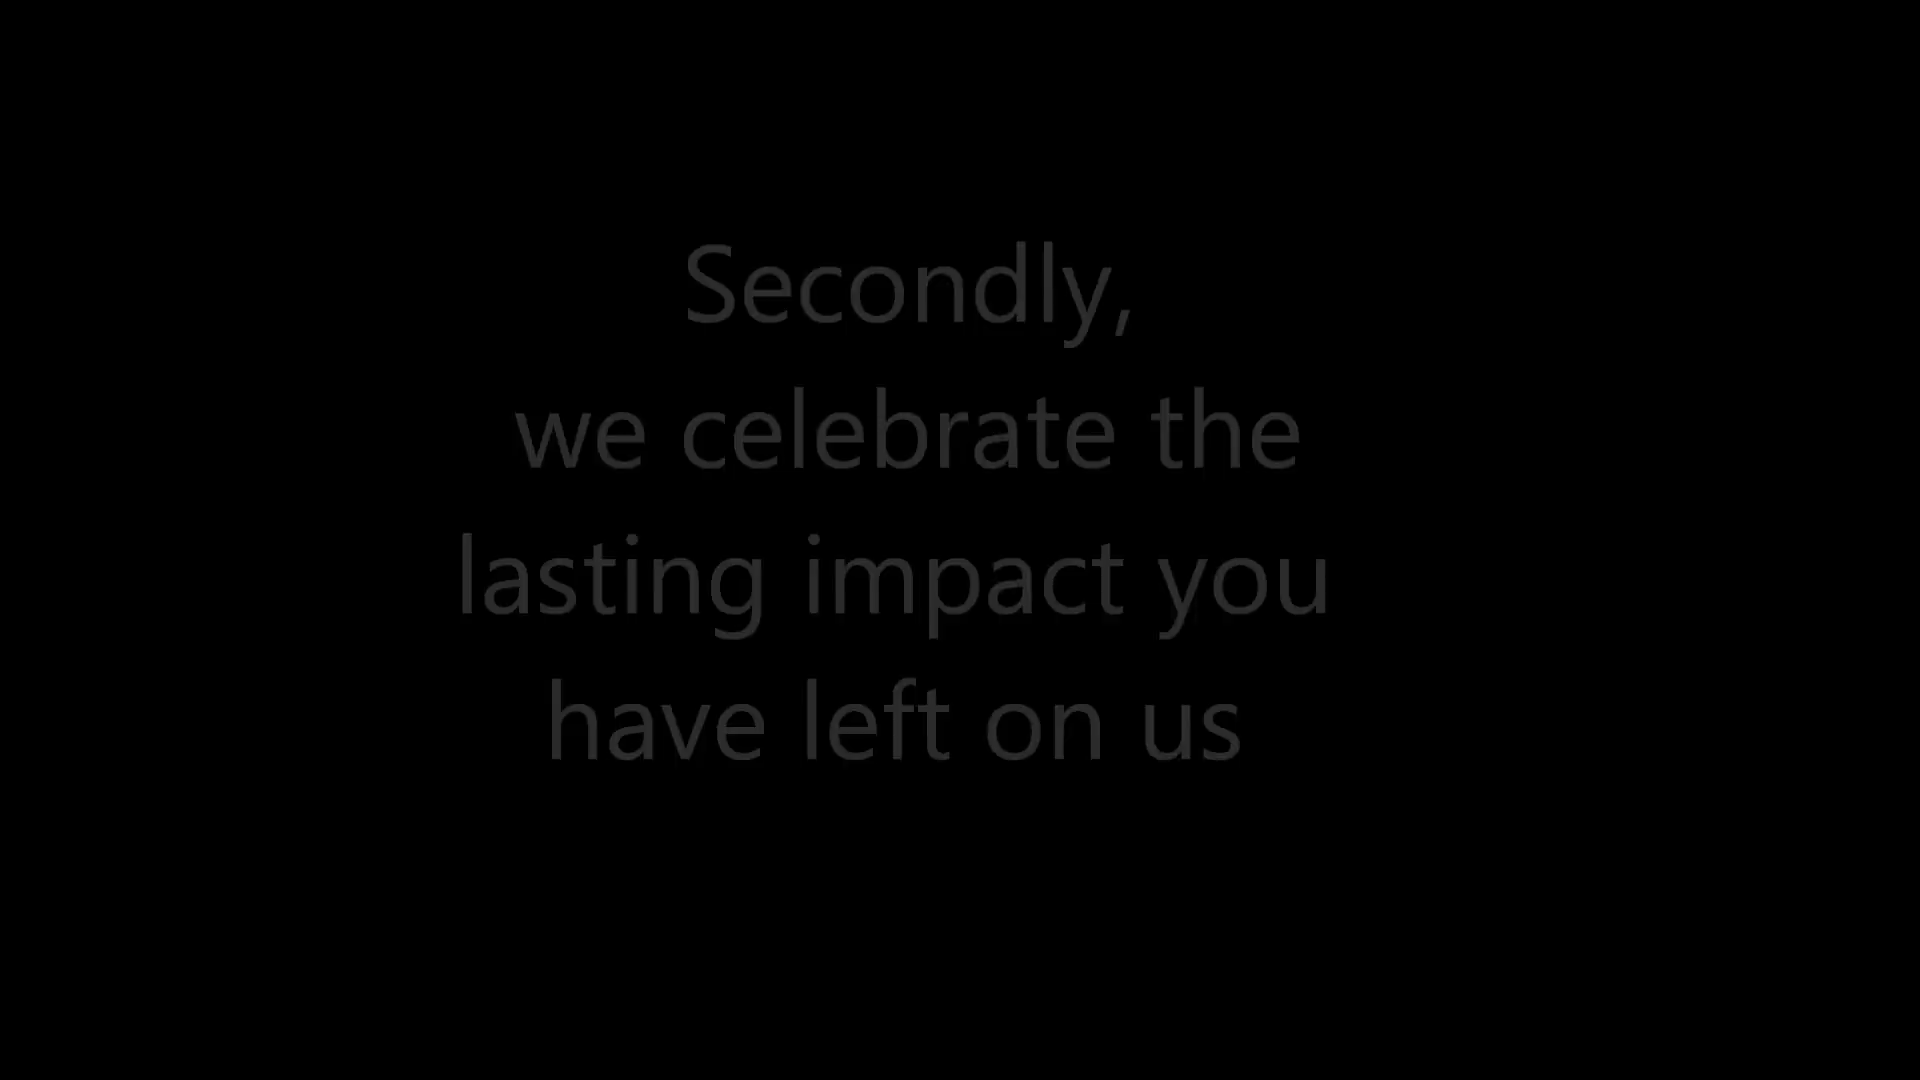 Secondly,
we celebrate the
lasting impact you
have left on us